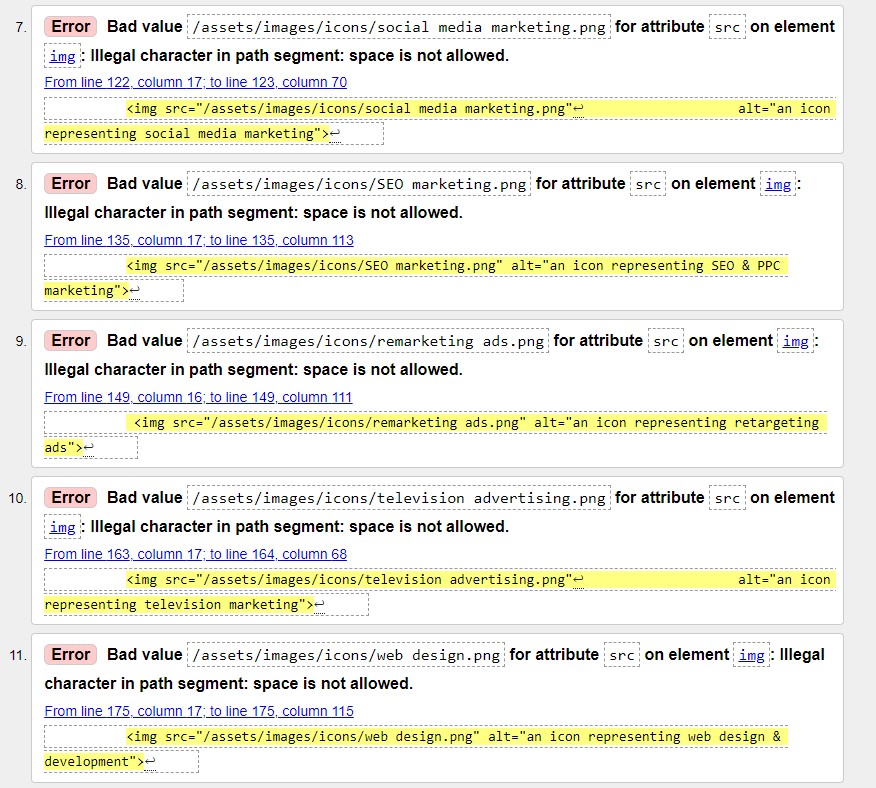 7. Error Bad value /assets/images/icons/social media marketing.png for attribute src on element
img: Illegal character in path segment: space is not allowed.
From line 122, column 17; to line 123, column 70
<img src="/assets/images/icons/social media marketing.png"↩ alt="an icon
representing social media marketing">↩
8. Error Bad value /assets/images/icons/SEO marketing.png for attribute src on element img:
Illegal character in path segment: space is not allowed.
From line 135, column 17; to line 135, column 113
<img src="/assets/images/icons/SEO marketing.png" alt="an icon representing SEO & PPC
marketing">↩
9. Error Bad value /assets/images/icons/remarketing ads.png for attribute src on element img:
Illegal character in path segment: space is not allowed.
From line 149, column 16; to line 149, column 111
<img src="/assets/images/icons/remarketing ads.png" alt="an icon representing retargeting
ads">↩
10. Error Bad value /assets/images/icons/television advertising.png for attribute src on element
img: Illegal character in path segment: space is not allowed.
From line 163, column 17; to line 164, column 68
<img src="/assets/images/icons/television advertising.png"↩ alt="an icon
representing television marketing">↩
11. Error Bad value /assets/images/icons/web design.png for attribute src on element img: Illegal
character in path segment: space is not allowed.
From line 175, column 17; to line 175, column 115
<img src="/assets/images/icons/web design.png" alt="an icon representing web design &
development">↩